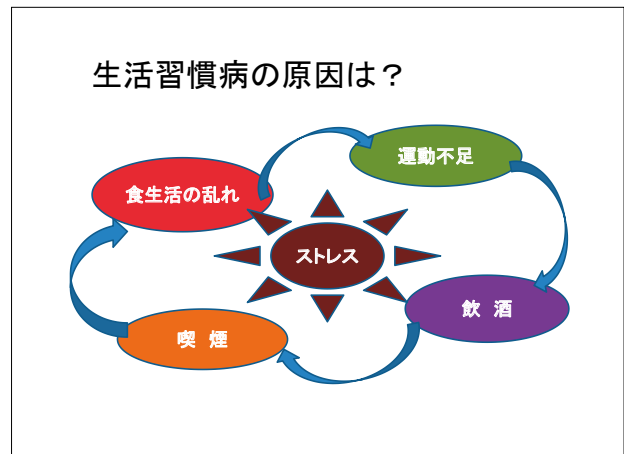 生活習慣病の原因は？
食生活の乱れ
運動不足
ストレス
飲 酒
喫 煙